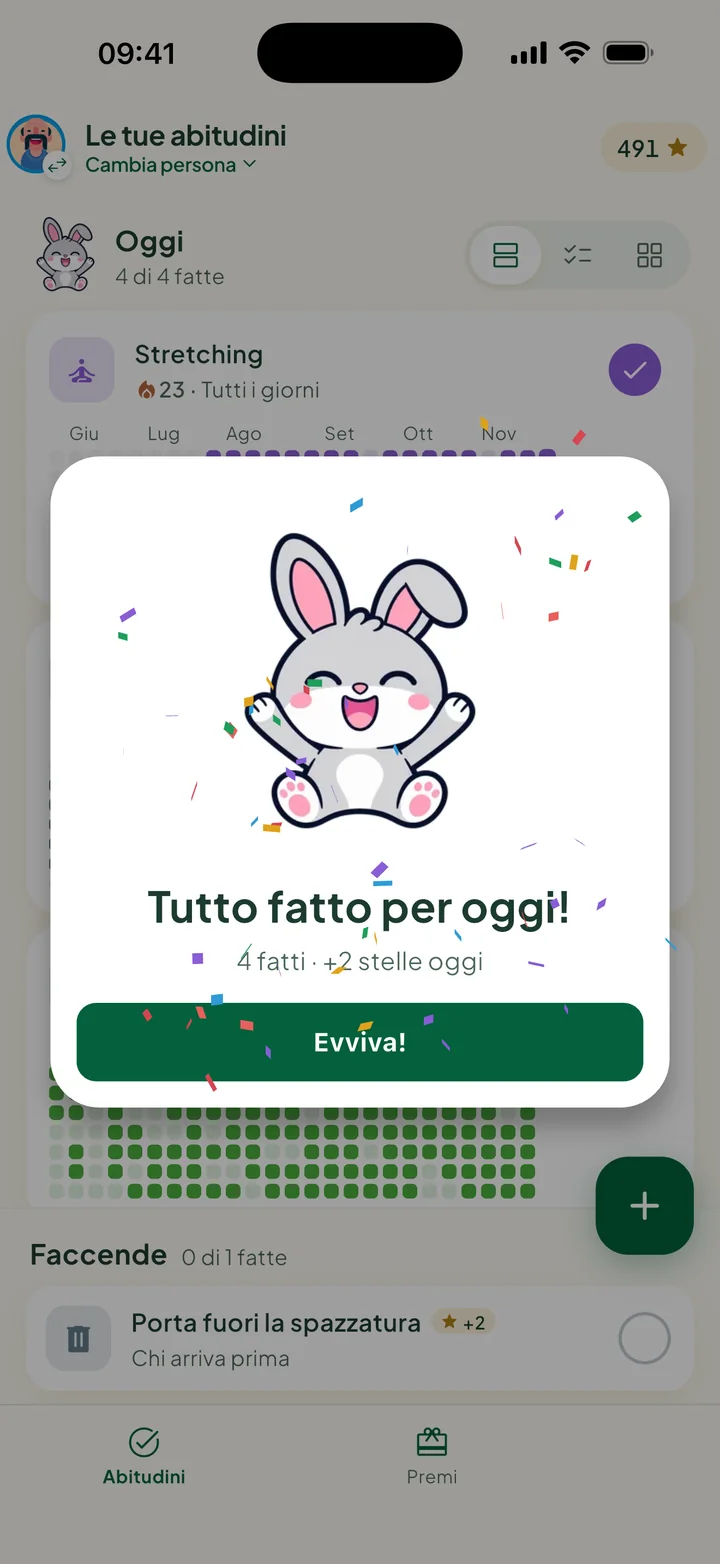 09:41
Le tue abitudini
Cambia persona
491
Oggi
4 di 4 fatte
Stretching
23 · Tutti i giorni
Giu Lug Ago Set Ott Nov
Tutto fatto per oggi!
4 fatti · +2 stelle oggi
Evviva!
Faccende 0 di 1 fatte
Porta fuori la spazzatura +2
Chi arriva prima
Abitudini Premi